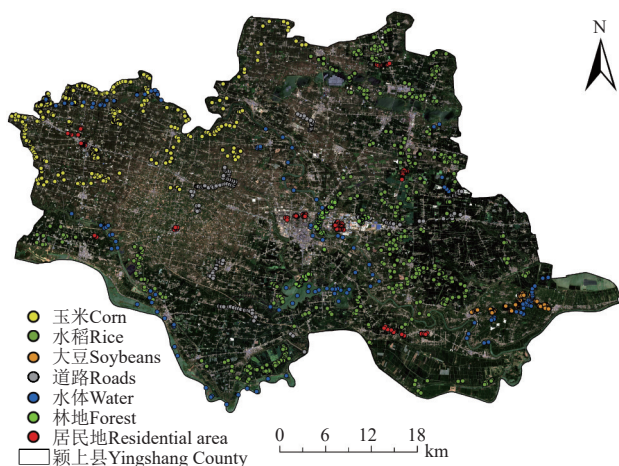 N
玉米Corn
水稻Rice
大豆Soybeans
道路Roads
水体Water
林地Forest
居民地Residential area
颍上县Yingshang County
0 6 12 18
km